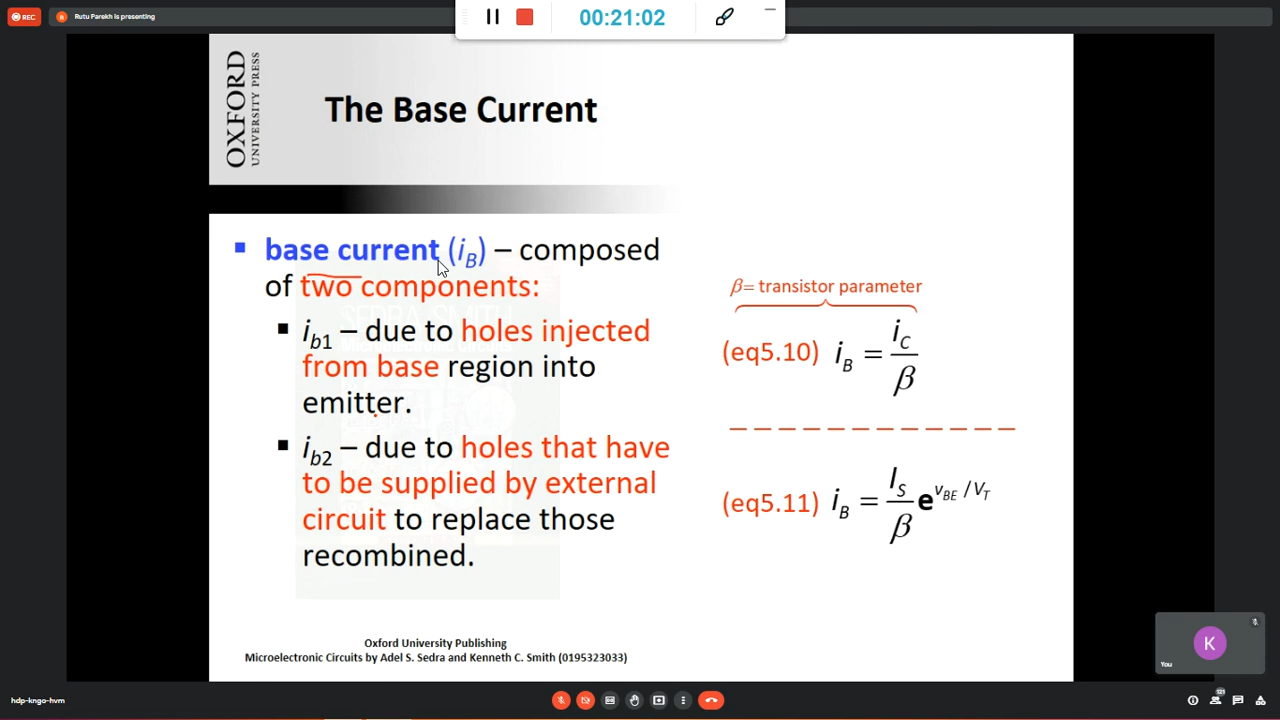 REC
Rutu Parekh is presenting
00:21:02
OXFORD
UNIVERSITY PRESS
The Base Current
base current (iB) – composed
of two components:
ib1 – due to holes injected
from base region into
emitter.
ib2 – due to holes that have
to be supplied by external
circuit to replace those
recombined.
β= transistor parameter
(eq5.10) iB = iC / β
(eq5.11) iB = IS / β e^vBE /VT
Oxford University Publishing
Microelectronic Circuits by Adel S. Sedra and Kenneth C. Smith (0195323033)
K
You
hdp-kngo-hvm
121